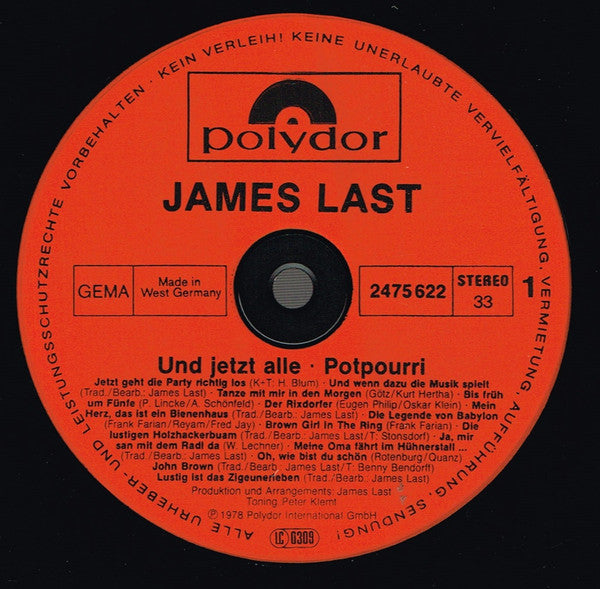 ALLE URHEBER- UND LEISTUNGSSCHUTZRECHTE VORBEHALTEN · KEIN VERLEIH! KEINE UNERLAUBTE VERVIELFÄLTIGUNG, VERMIETUNG, AUFFÜHRUNG, SENDUNG!
polydor
JAMES LAST
GEMA
Made in
West Germany
2475 622
STEREO
33
1
Und jetzt alle · Potpourri
Jetzt geht die Party richtig los (K+T: H. Blum) · Und wenn dazu die Musik spielt
(Trad./Bearb.: James Last) · Tanze mit mir in den Morgen (Götz/Kurt Hertha) · Bis früh
um Fünfe (P. Lincke/A. Schönfeld) · Der Rixdorfer (Eugen Philip/Oskar Klein) · Mein
Herz, das ist ein Bienenhaus (Trad./Bearb.: James Last) · Die Legende von Babylon
(Frank Farian/Reyam/Fred Jay) · Brown Girl In The Ring (Frank Farian) · Die
lustigen Holzhackerbuam (Trad./Bearb.: James Last/T: Stonsdorf) · Ja, mir
san mit dem Radl da (W. Lechner) · Meine Oma fährt im Hühnerstall ...
(Trad./Bearb.: James Last) · Oh, wie bist du schön (Rotenburg/Quanz)
John Brown (Trad./Bearb.: James Last/T: Benny Bendorff)
Lustig ist das Zigeunerleben (Trad./Bearb.: James Last)
Produktion und Arrangements: James Last
Toning: Peter Klemt
Ⓟ 1978 Polydor International GmbH
LC 0309